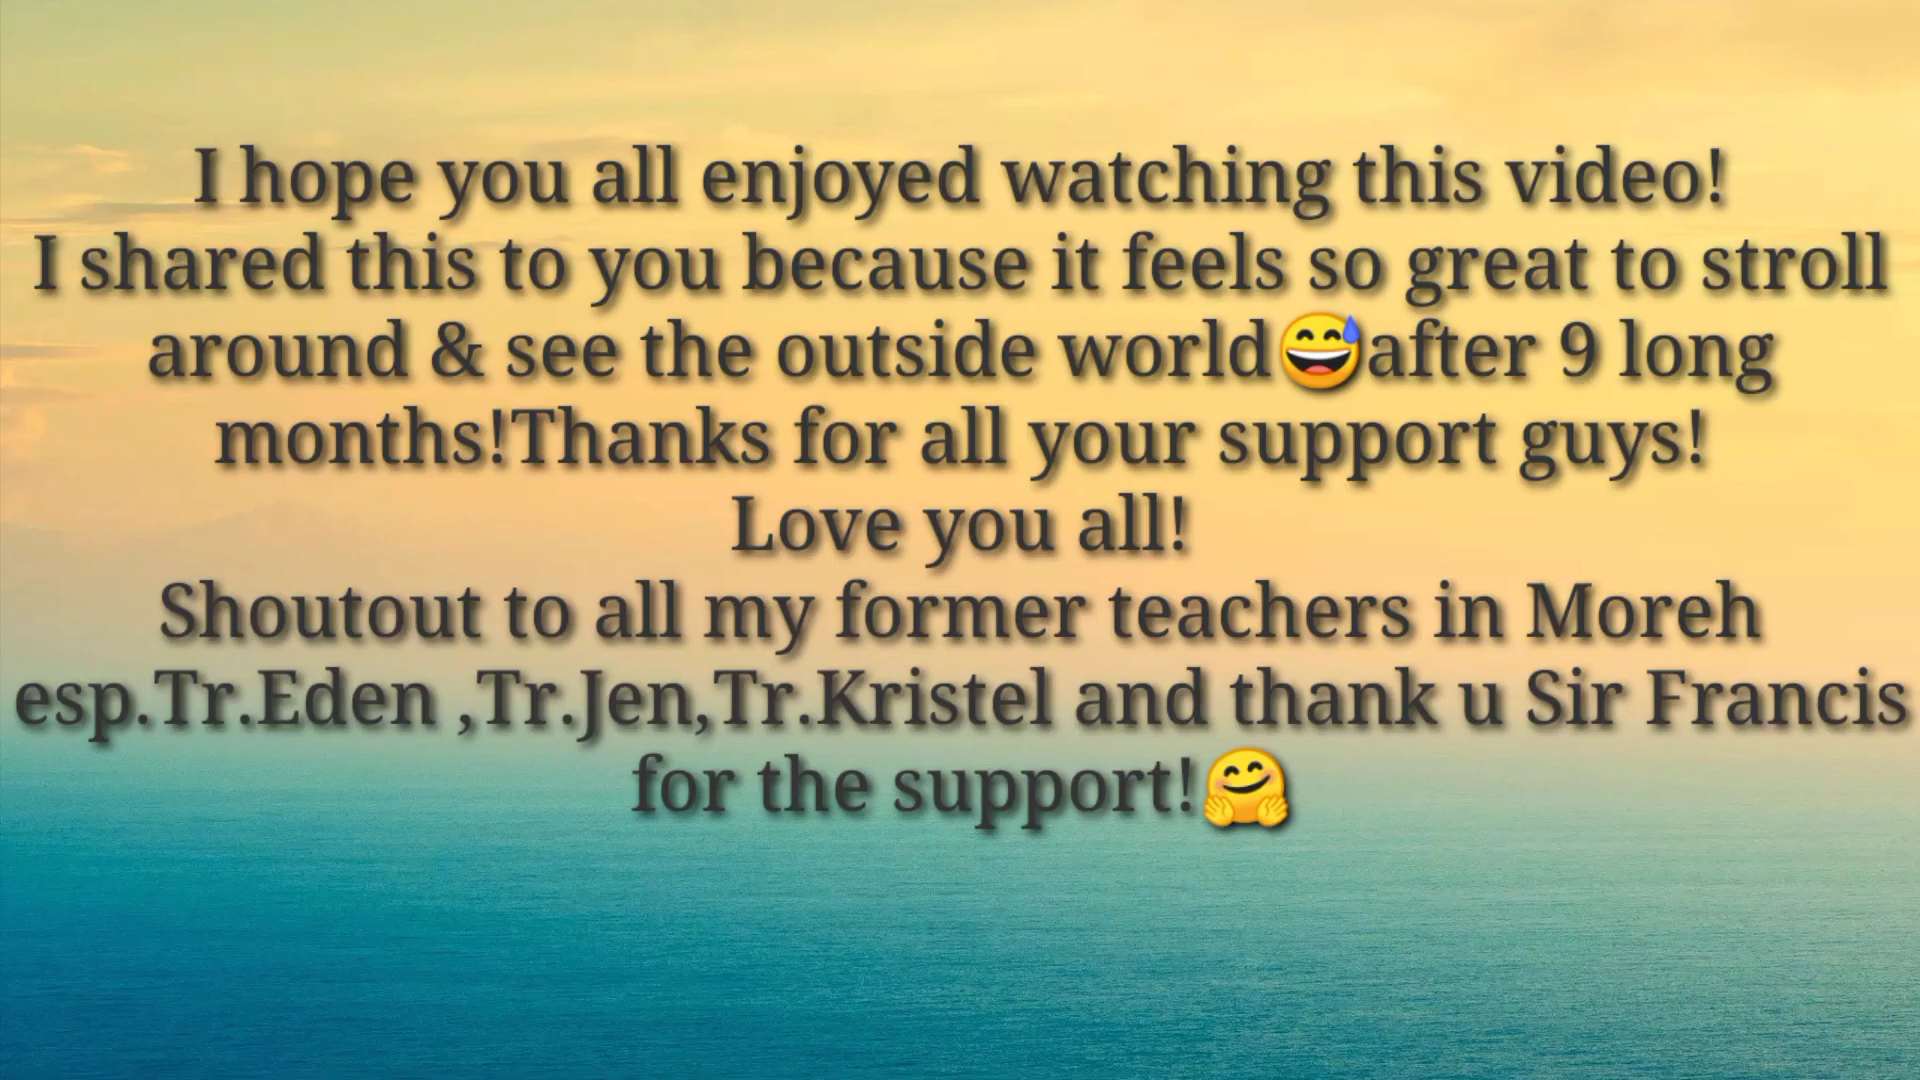 I hope you all enjoyed watching this video!
I shared this to you because it feels so great to stroll
around & see the outside world😅after 9 long
months!Thanks for all your support guys!
Love you all!
Shoutout to all my former teachers in Moreh
esp.Tr.Eden ,Tr.Jen,Tr.Kristel and thank u Sir Francis
for the support!🤗